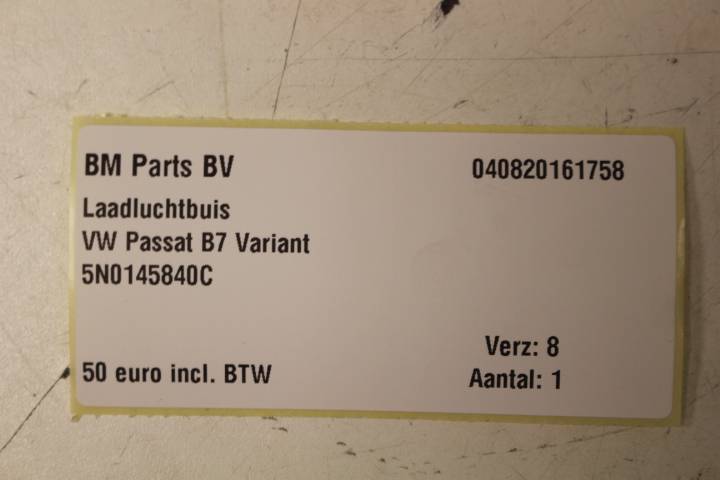 BM Parts BV 040820161758
Laadluchtbuis
VW Passat B7 Variant
5N0145840C
Verz: 8
50 euro incl. BTW Aantal: 1